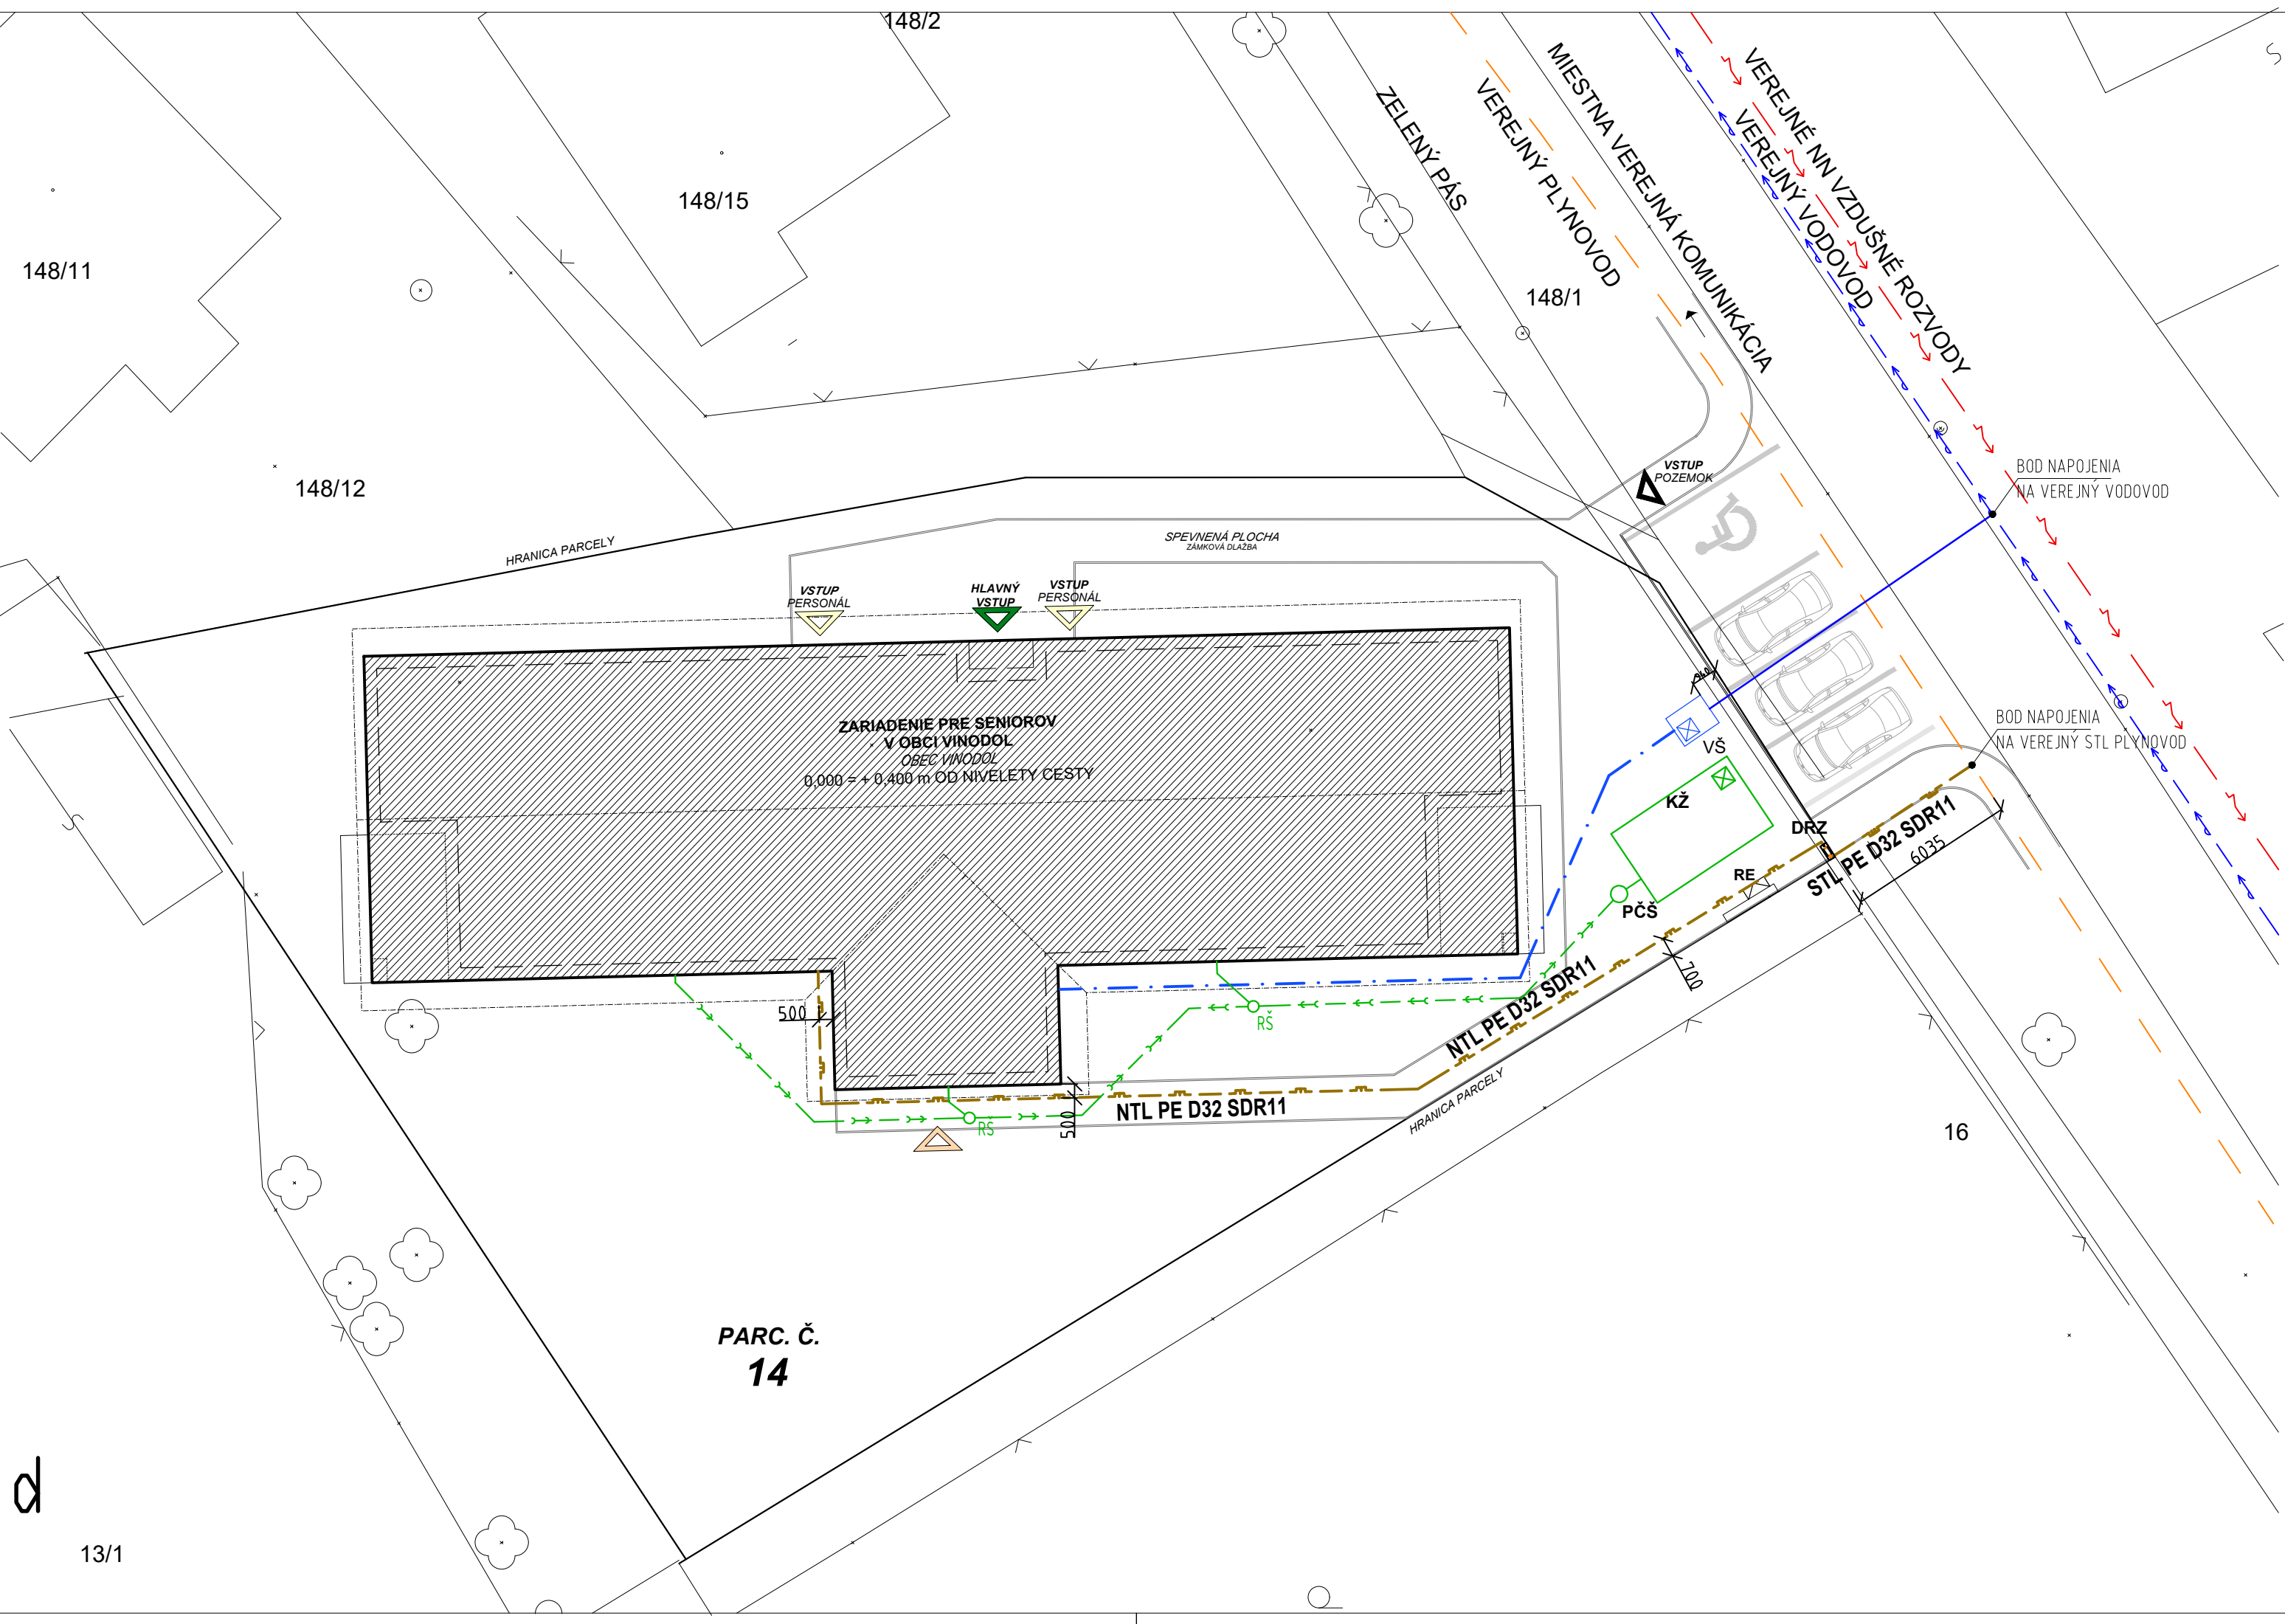 148/2
148/15
148/11
148/12
ZELENÝ PÁS
VEREJNÝ PLYNOVOD
MIESTNA VEREJNÁ KOMUNIKÁCIA
VEREJNÉ NN VZDUŠNÉ ROZVODY
VEREJNÝ VODOVOD
148/1
VSTUP
POZEMOK
BOD NAPOJENIA
NA VEREJNÝ VODOVOD
HRANICA PARCELY
SPEVNENÁ PLOCHA
ZÁMKOVÁ DLAŽBA
VSTUP
PERSONÁL
HLAVNÝ
VSTUP
VSTUP
PERSONÁL
ZARIADENIE PRE SENIOROV
V OBCI VINODOL
OBEC VINODOL
0,000 = + 0,400 m OD NIVELETY CESTY
940
VŠ
BOD NAPOJENIA
NA VEREJNÝ STL PLYNOVOD
KŽ
DRZ
STL PE D32 SDR11
6035
RE
PČŠ
700
NTL PE D32 SDR11
500
RŠ
NTL PE D32 SDR11
500
RŠ
HRANICA PARCELY
16
PARC. Č.
14
13/1